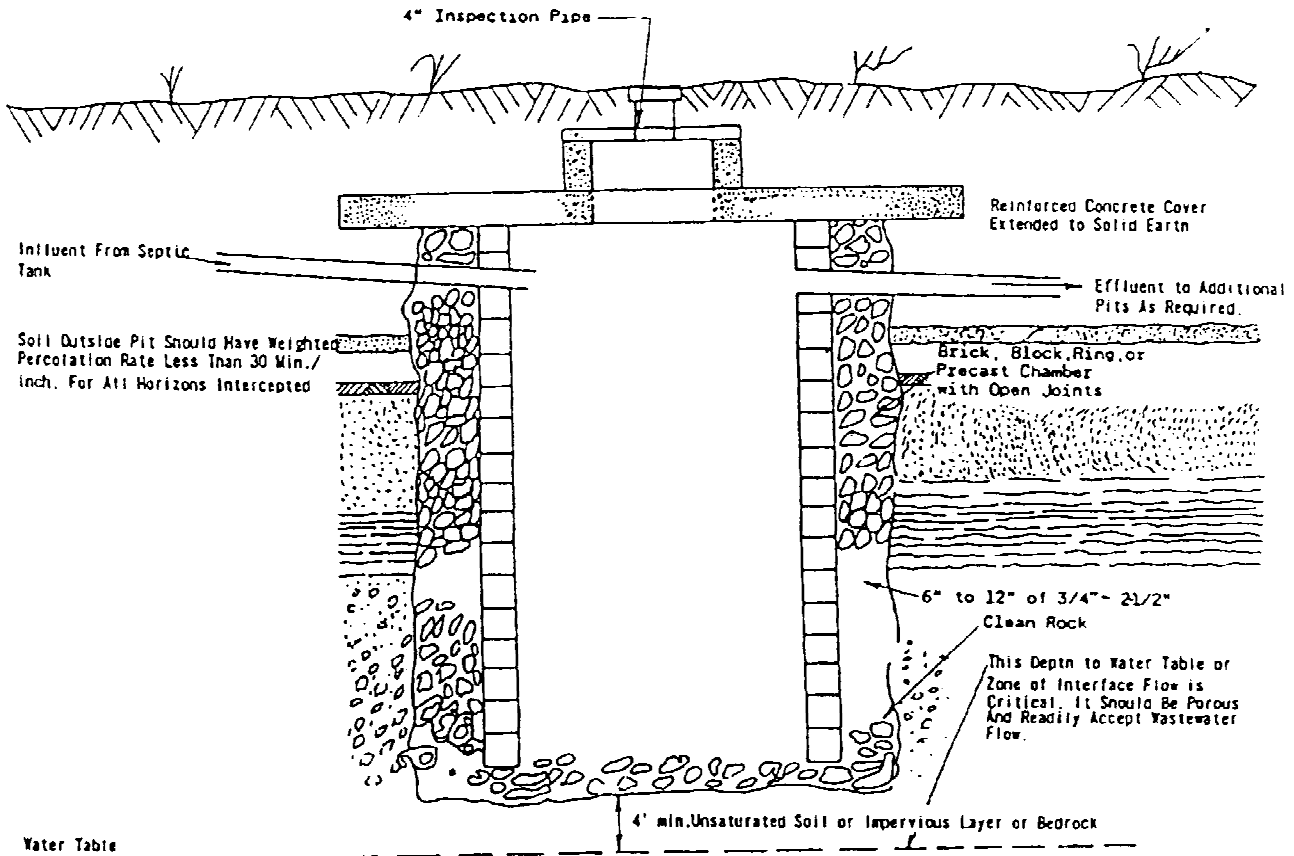 4" Inspection Pipe
Reinforced Concrete Cover
Extended to Solid Earth
Influent From Septic
Tank
Effluent to Additional
Pits As Required.
Soil Outside Pit Should Have Weighted
Percolation Rate Less Than 30 Min./
inch. For All Horizons Intercepted
Brick, Block, Ring, or
Precast Chamber
with Open Joints
6" to 12" of 3/4"- 2-1/2"
Clean Rock
This Depth to Water Table or
Zone of Interface Flow is
Critical. It Should Be Porous
And Readily Accept Wastewater
Flow.
4' min. Unsaturated Soil or Impervious Layer or Bedrock
Water Table